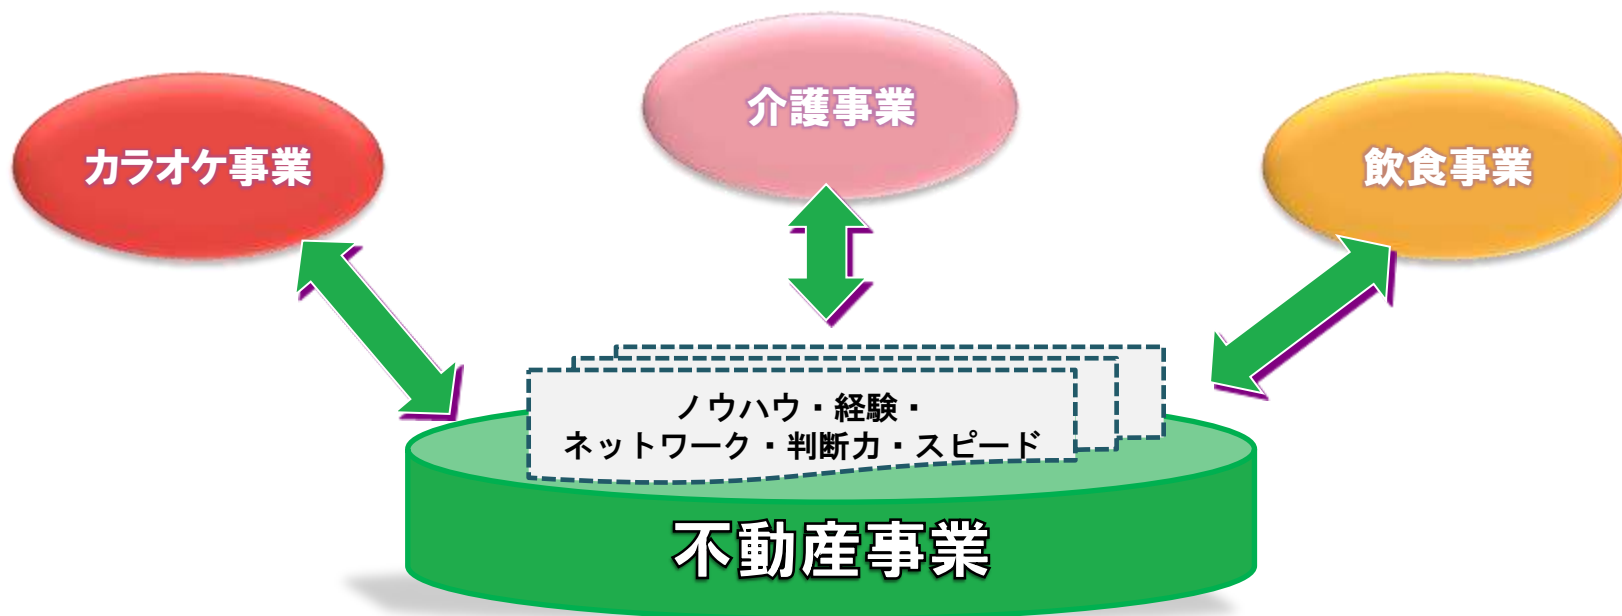 介護事業
カラオケ事業
飲食事業
ノウハウ・経験・
ネットワーク・判断力・スピード
不動産事業